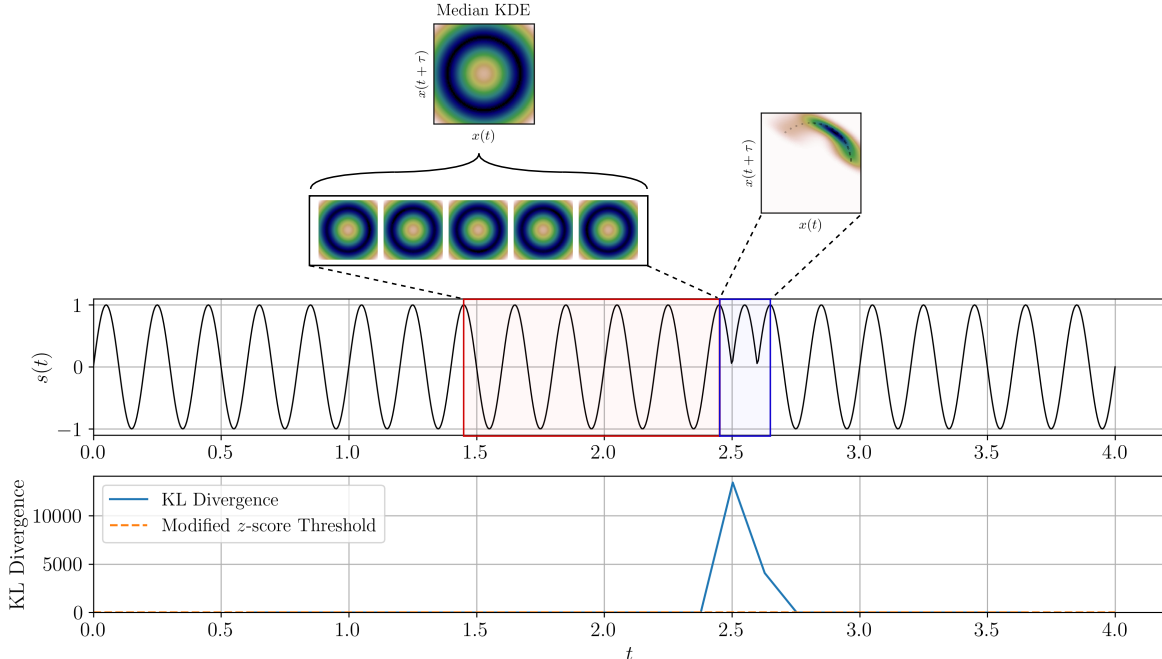 Median KDE
x(t + τ)
x(t)
x(t + τ)
x(t)
s(t)
1
0
−1
0.0 0.5 1.0 1.5 2.0 2.5 3.0 3.5 4.0
KL Divergence
10000
5000
0
KL Divergence
Modified z-score Threshold
0.0 0.5 1.0 1.5 2.0 2.5 3.0 3.5 4.0
t